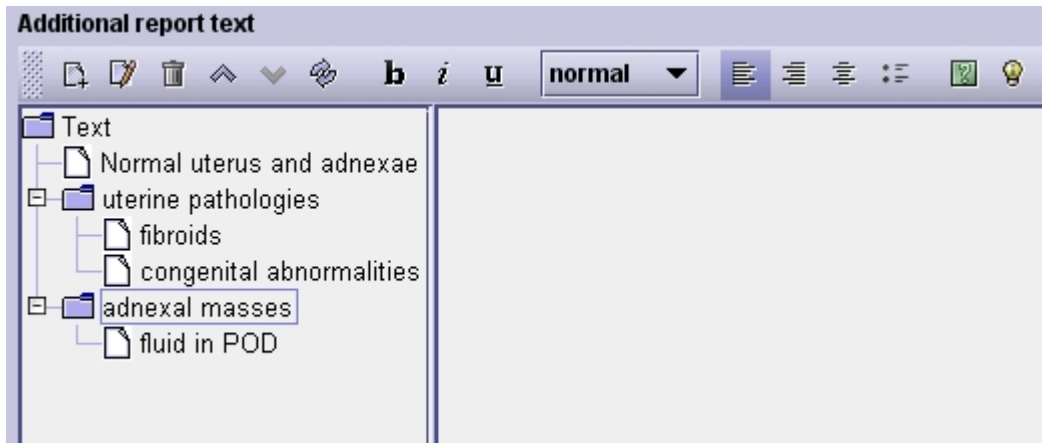 Additional report text
b i u normal
Text
Normal uterus and adnexae
uterine pathologies
fibroids
congenital abnormalities
adnexal masses
fluid in POD